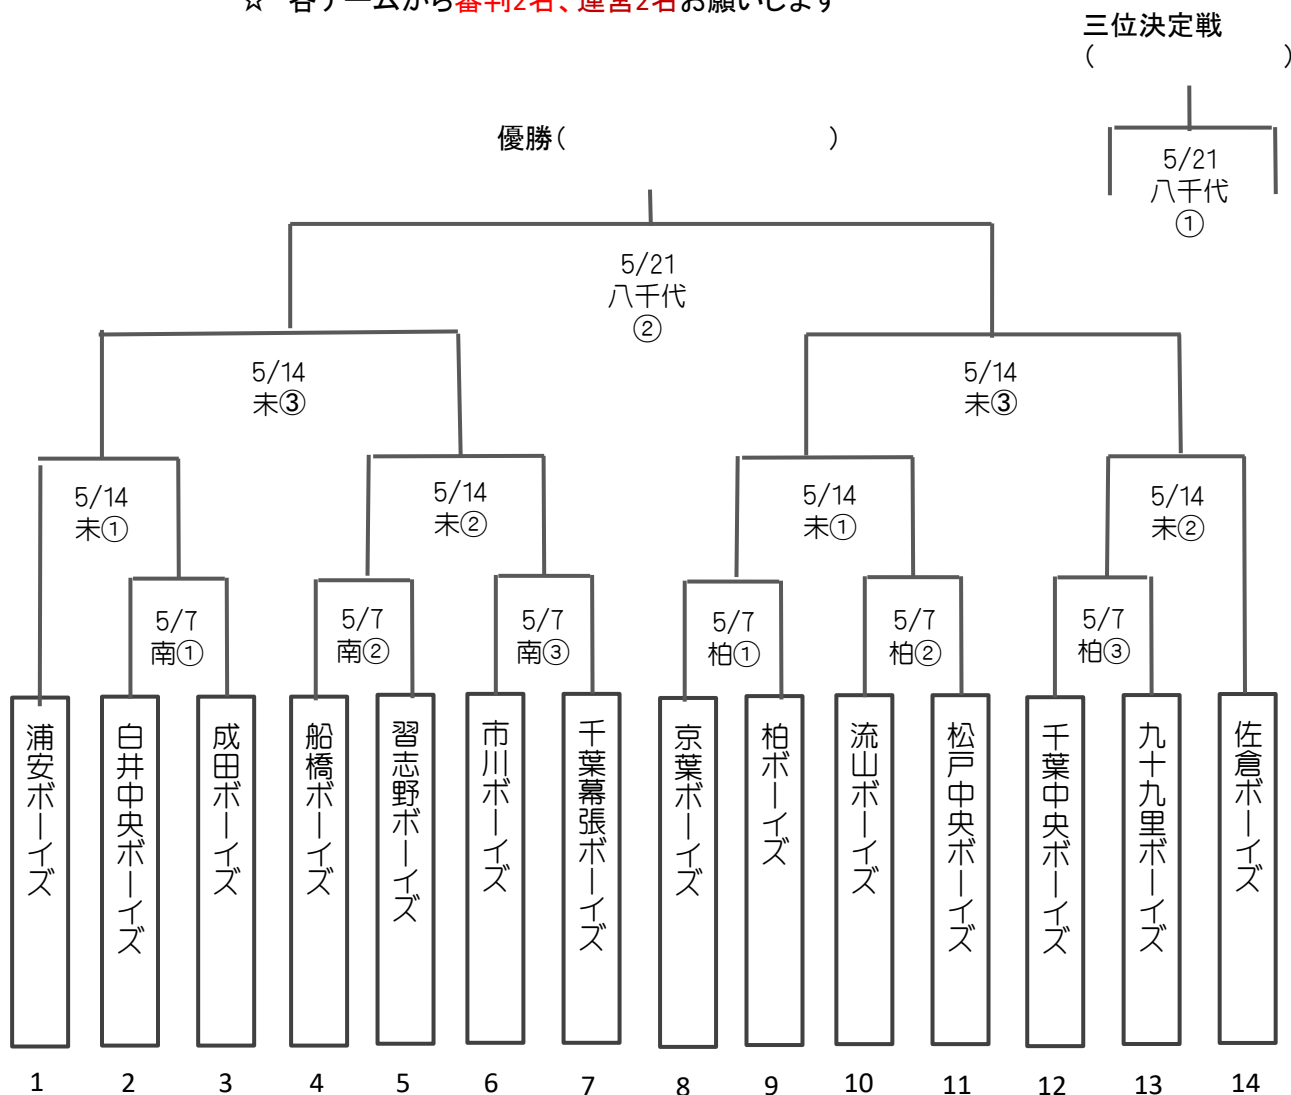 ☆ 各チームから審判2名、運営2名お願いします
三位決定戦
( )
5/21
八千代
①
優勝( )
5/21
八千代
②
5/14
未③
5/14
未③
5/14
未①
5/14
未②
5/14
未①
5/14
未②
5/7
南①
5/7
南②
5/7
南③
5/7
柏①
5/7
柏②
5/7
柏③
浦安ボーイズ
白井中央ボーイズ
成田ボーイズ
船橋ボーイズ
習志野ボーイズ
市川ボーイズ
千葉幕張ボーイズ
京葉ボーイズ
柏ボーイズ
流山ボーイズ
松戸中央ボーイズ
千葉中央ボーイズ
九十九里ボーイズ
佐倉ボーイズ
1 2 3 4 5 6 7 8 9 10 11 12 13 14